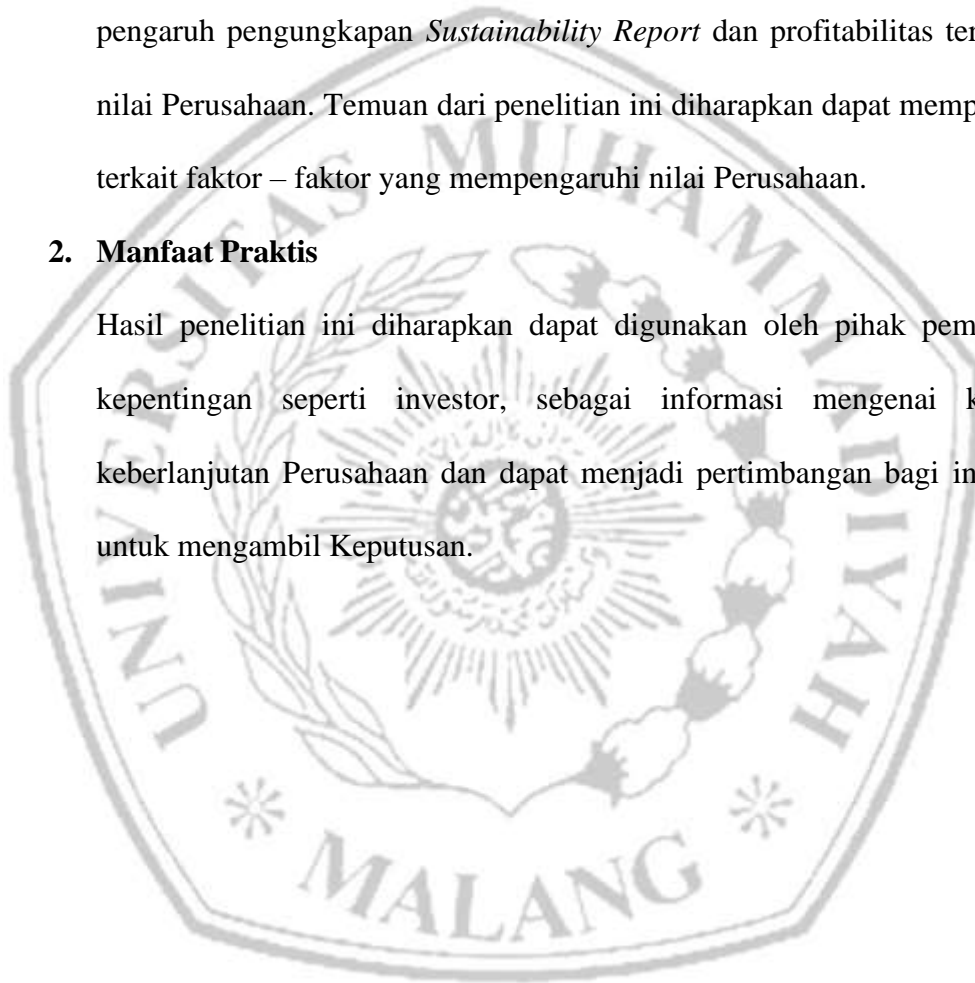 pengaruh pengungkapan Sustainability Report dan profitabilitas ter
nilai Perusahaan. Temuan dari penelitian ini diharapkan dapat memp
terkait faktor – faktor yang mempengaruhi nilai Perusahaan.
2. Manfaat Praktis
Hasil penelitian ini diharapkan dapat digunakan oleh pihak pem
kepentingan seperti investor, sebagai informasi mengenai k
keberlanjutan Perusahaan dan dapat menjadi pertimbangan bagi in
untuk mengambil Keputusan.
UNIVERSITAS MUHAMMADIYAH
MALANG